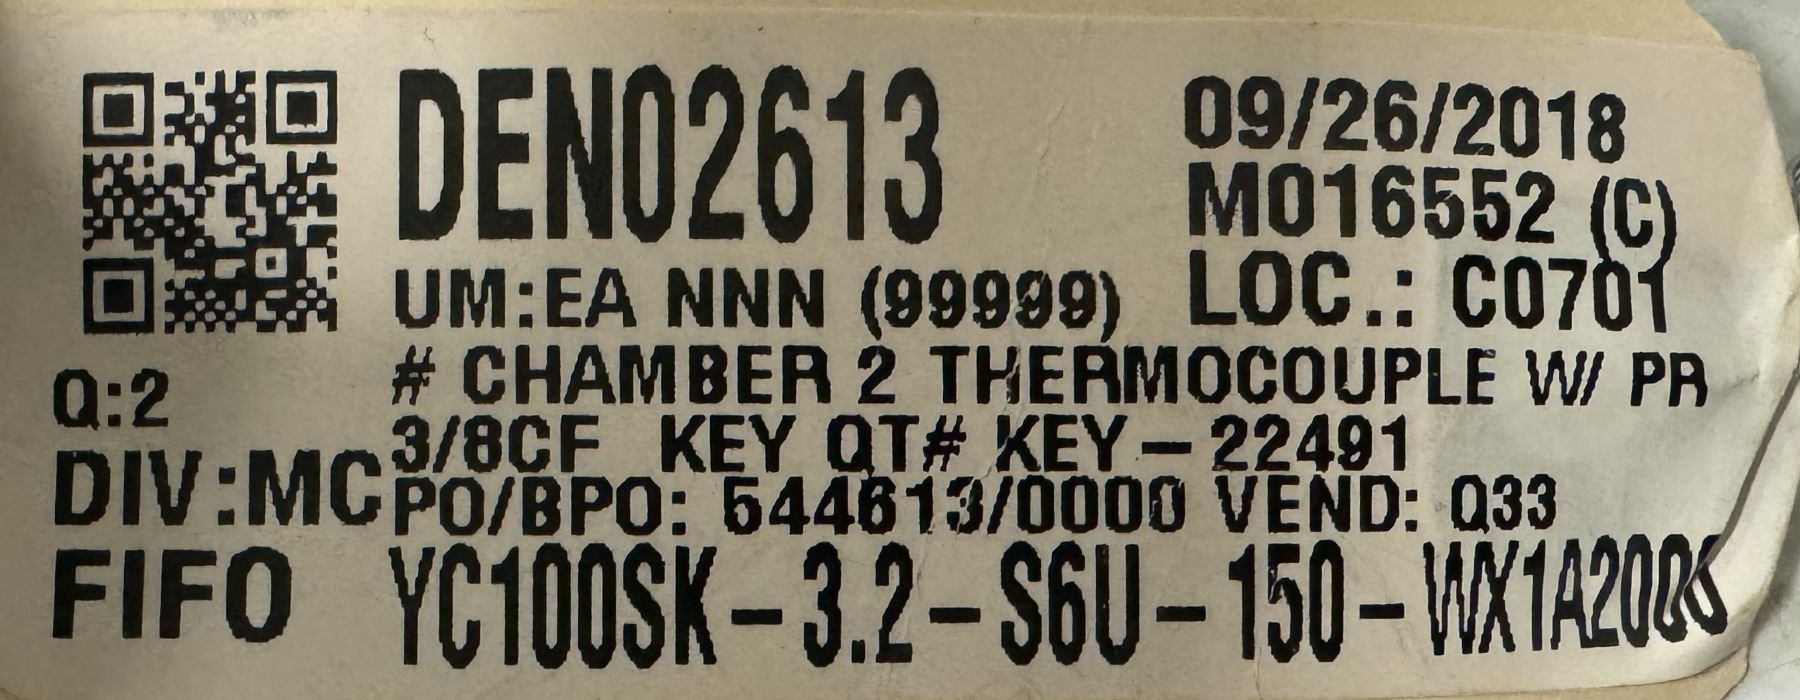 DEN02613
09/26/2018
M016552 (C)
UM:EA NNN (99999)
LOC.: C0701
# CHAMBER 2 THERMOCOUPLE W/ PR
Q:2
3/8CF KEY QT# KEY-22491
DIV:MC
PO/BPO: 544613/0000 VEND: Q33
FIFO
YC100SK-3.2-S6U-150-WX1A200S